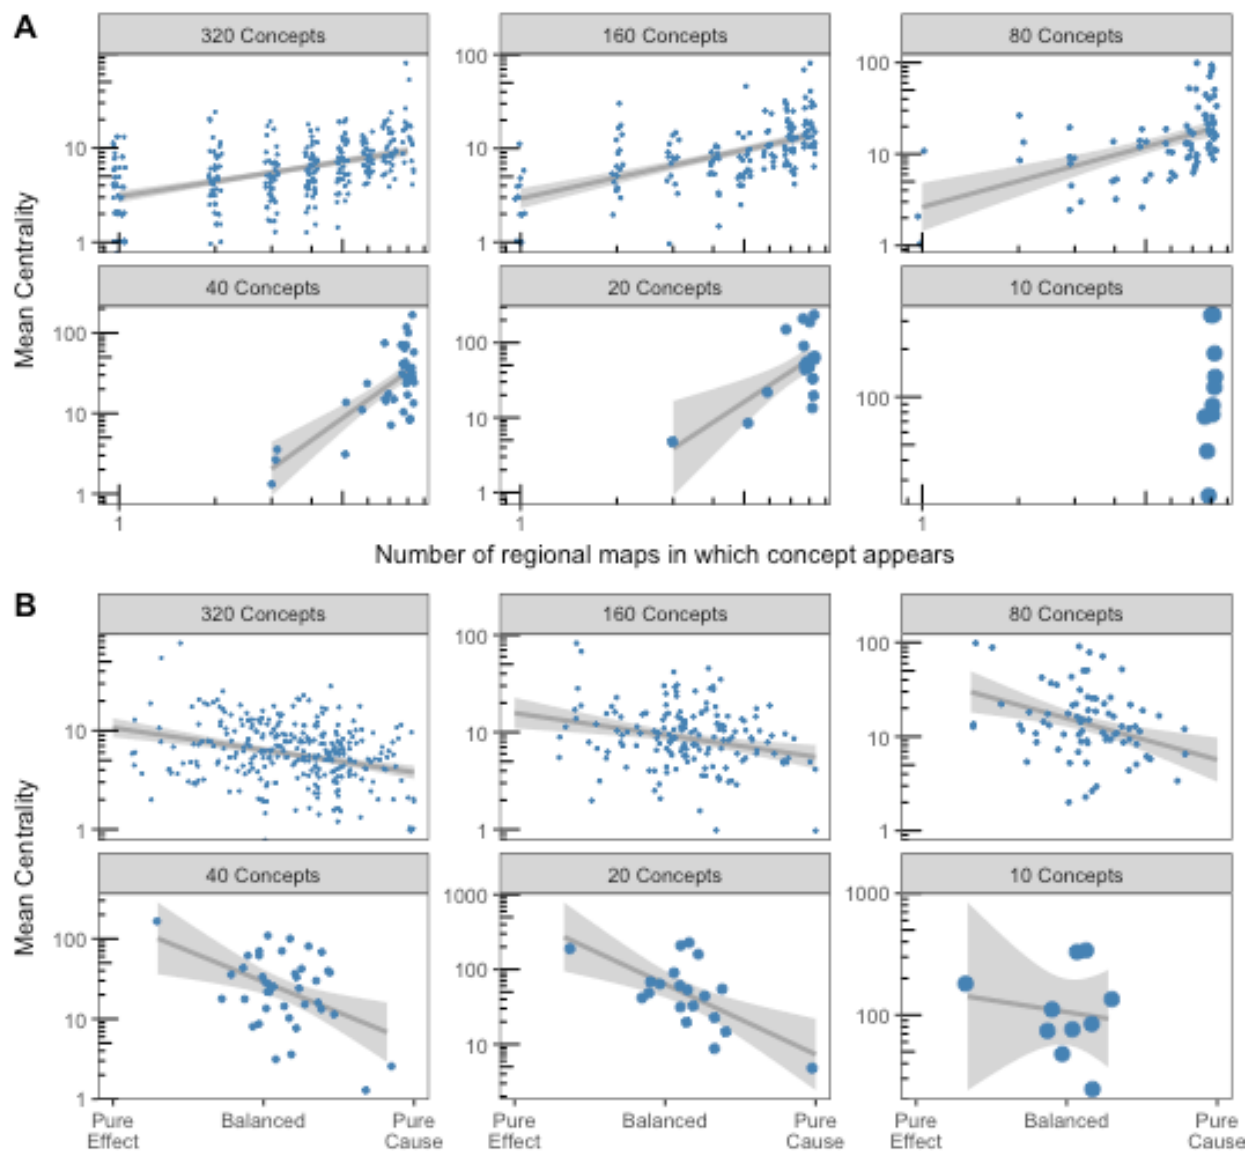 A
320 Concepts
160 Concepts
80 Concepts
10
1
100
10
1
100
10
1
Mean Centrality
40 Concepts
20 Concepts
10 Concepts
100
10
1
100
10
1
100
1
1
1
Number of regional maps in which concept appears
B
320 Concepts
160 Concepts
80 Concepts
10
1
100
10
1
100
10
1
Mean Centrality
40 Concepts
20 Concepts
10 Concepts
100
10
1
1000
100
10
1000
100
Pure Effect
Balanced
Pure Cause
Pure Effect
Balanced
Pure Cause
Pure Effect
Balanced
Pure Cause